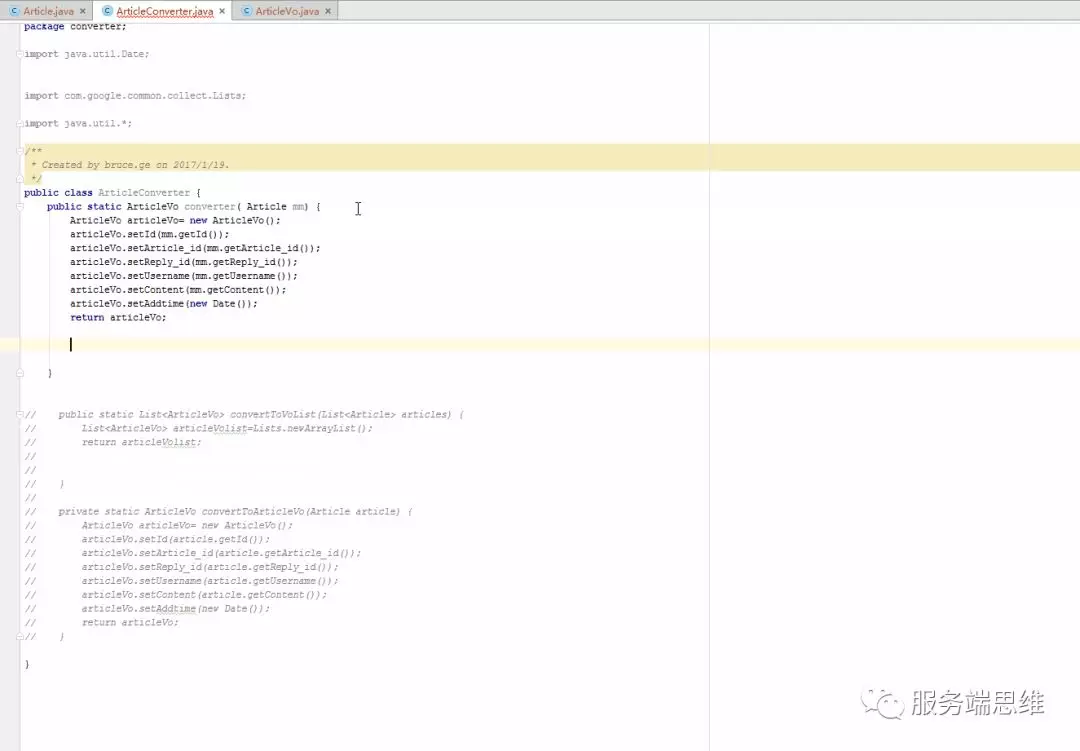 Article.java × ArticleConverter.java × ArticleVo.java ×
package converter;
import java.util.Date;
import com.google.common.collect.Lists;
import java.util.*;
/**
* Created by bruce.ge on 2017/1/19.
*/
public class ArticleConverter {
public static ArticleVo converter( Article mm) {
ArticleVo articleVo= new ArticleVo();
articleVo.setId(mm.getId());
articleVo.setArticle_id(mm.getArticle_id());
articleVo.setReply_id(mm.getReply_id());
articleVo.setUsername(mm.getUsername());
articleVo.setContent(mm.getContent());
articleVo.setAddtime(new Date());
return articleVo;
}
// public static List<ArticleVo> convertToVoList(List<Article> articles) {
// List<ArticleVo> articleVolist=Lists.newArrayList();
// return articleVolist;
//
//
// }
//
// private static ArticleVo convertToArticleVo(Article article) {
// ArticleVo articleVo= new ArticleVo();
// articleVo.setId(article.getId());
// articleVo.setArticle_id(article.getArticle_id());
// articleVo.setReply_id(article.getReply_id());
// articleVo.setUsername(article.getUsername());
// articleVo.setContent(article.getContent());
// articleVo.setAddtime(new Date());
// return articleVo;
// }
}
服务端思维